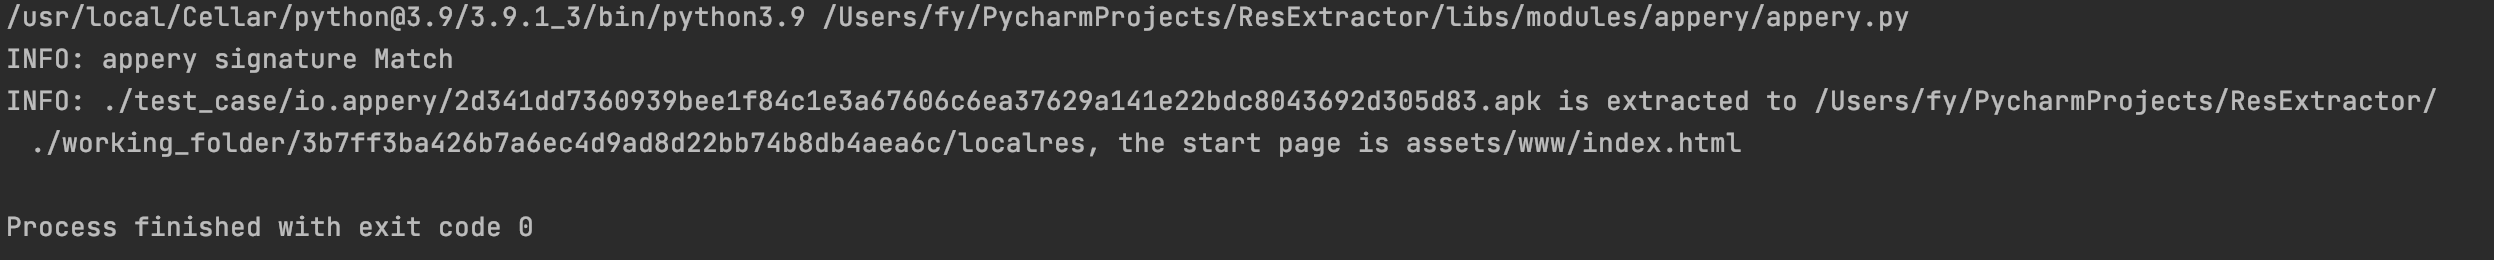 /usr/local/Cellar/python@3.9/3.9.1_3/bin/python3.9 /Users/fy/PycharmProjects/ResExtractor/libs/modules/appery/appery.py
INFO: appery signature Match
INFO: ./test_case/io.appery/2d341dd7360939bee1f84c1e3a67606c6ea37629a141e22bdc8043692d305d83.apk is extracted to /Users/fy/PycharmProjects/ResExtractor/
./working_folder/3b7ff3ba426b7a6ec4d9ad8d22bb74b8db4aea6c/localres, the start page is assets/www/index.html
Process finished with exit code 0